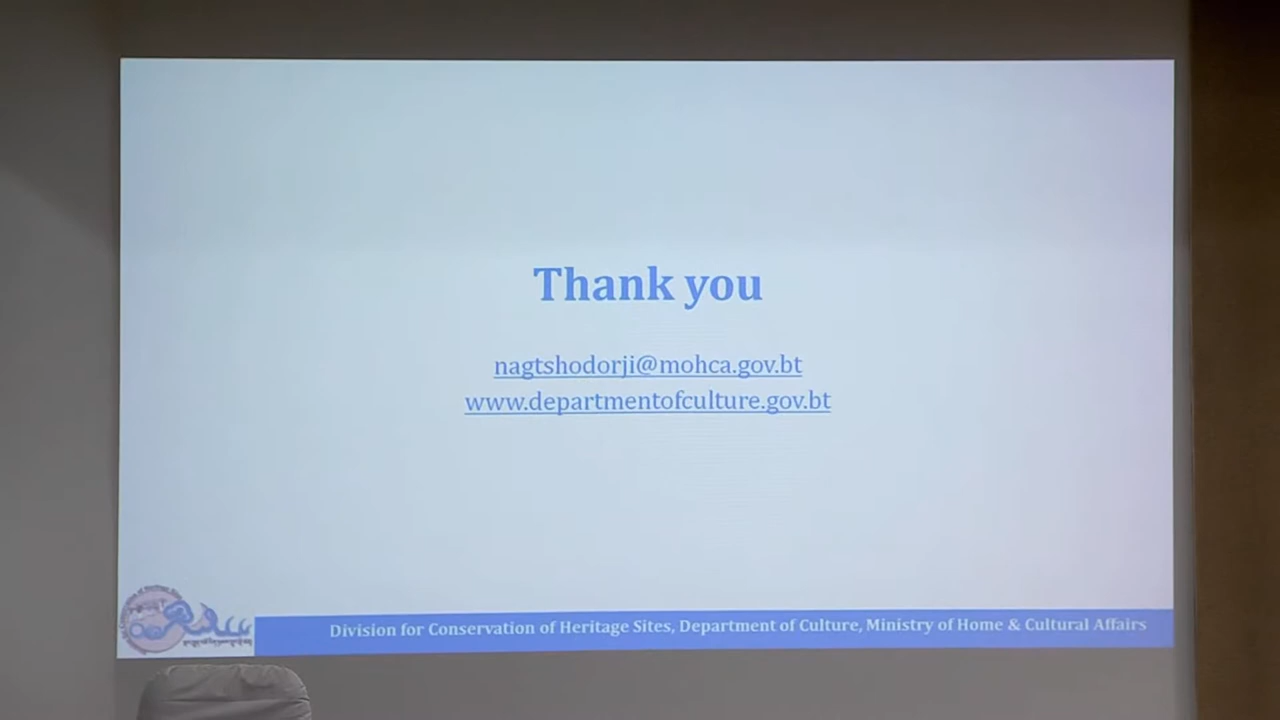 Thank you
nagtshodorji@mohca.gov.bt
www.departmentofculture.gov.bt
Division for Conservation of Heritage Sites, Department of Culture, Ministry of Home & Cultural Affairs